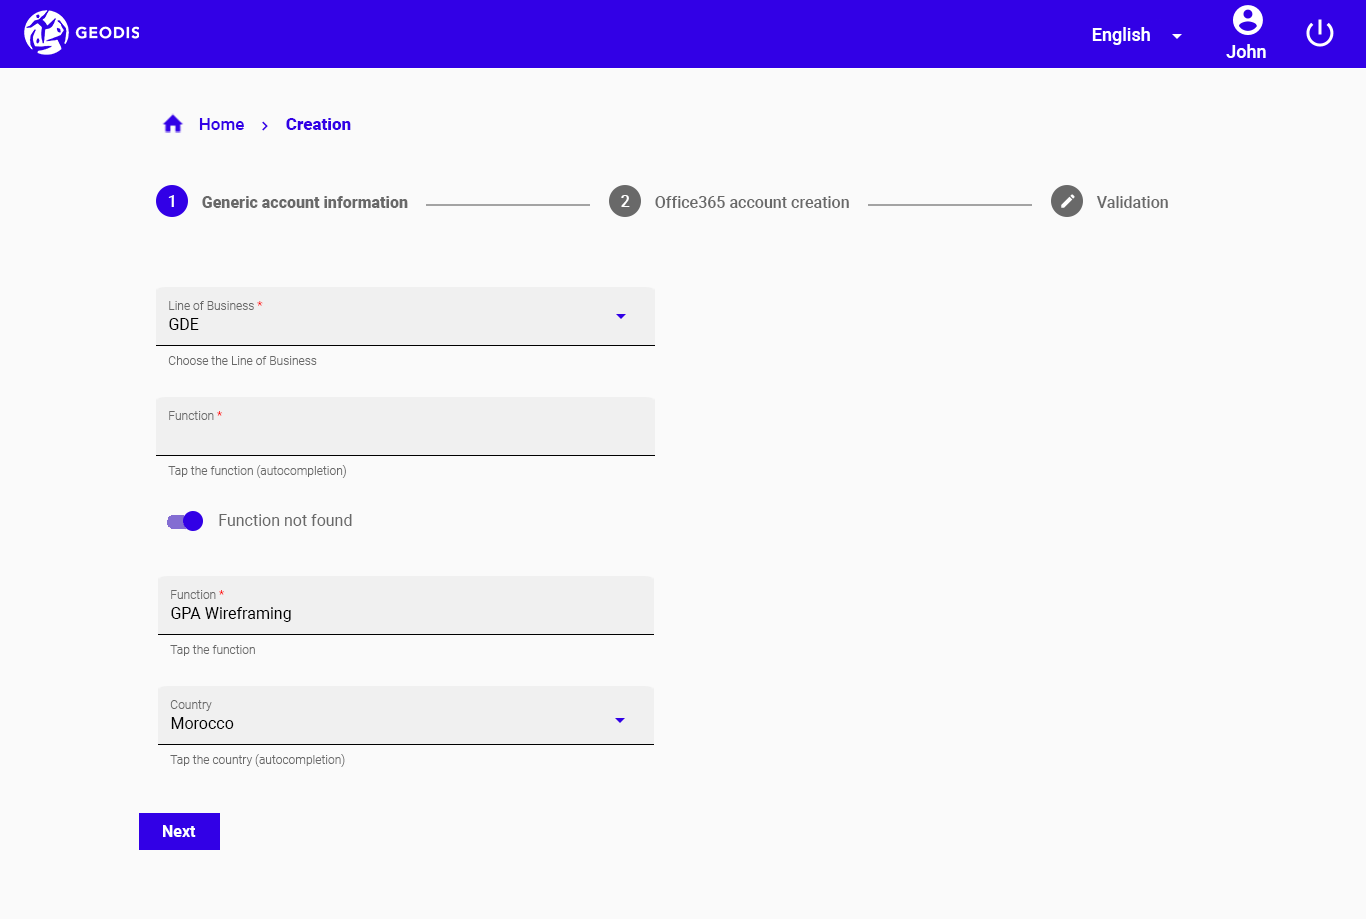 GEODIS
English
John
Home › Creation
1 Generic account information
2 Office365 account creation
Validation
Line of Business *
GDE
Choose the Line of Business
Function *
Tap the function (autocompletion)
Function not found
Function *
GPA Wireframing
Tap the function
Country
Morocco
Tap the country (autocompletion)
Next